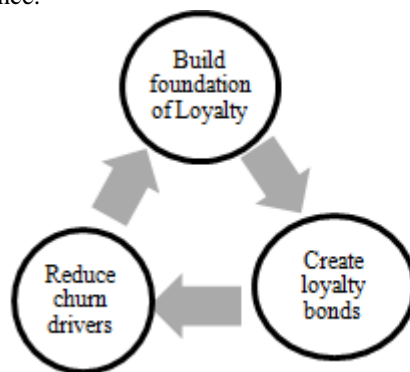 Build
foundation
of Loyalty
Create
loyalty
bonds
Reduce
churn
drivers